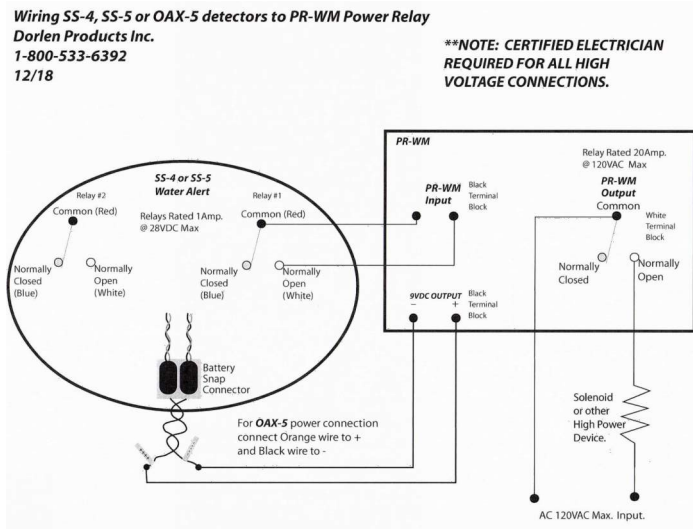 Wiring SS-4, SS-5 or OAX-5 detectors to PR-WM Power Relay
Dorlen Products Inc.
1-800-533-6392
12/18
**NOTE: CERTIFIED ELECTRICIAN
REQUIRED FOR ALL HIGH
VOLTAGE CONNECTIONS.
SS-4 or SS-5
Water Alert
Relay #2
Common (Red)
Relays Rated 1Amp.
@ 28VDC Max
Relay #1
Common (Red)
Normally
Closed
(Blue)
Normally
Open
(White)
Normally
Closed
(Blue)
Normally
Open
(White)
Battery
Snap
Connector
For OAX-5 power connection
connect Orange wire to +
and Black wire to -
PR-WM
PR-WM
Input
Black
Terminal
Block
9VDC OUTPUT
- +
Black
Terminal
Block
Relay Rated 20Amp.
@ 120VAC Max
PR-WM
Output
Common
White
Terminal
Block
Normally
Closed
Normally
Open
Solenoid
or other
High Power
Device.
AC 120VAC Max. Input.